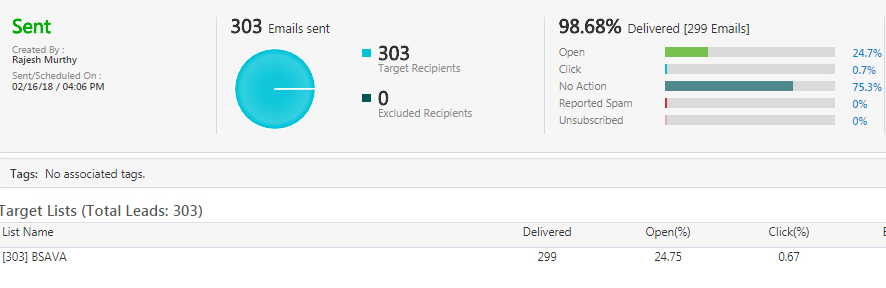 Sent
Created By :
Rajesh Murthy
Sent/Scheduled On :
02/16/18 / 04:06 PM
303 Emails sent
303
Target Recipients
0
Excluded Recipients
98.68% Delivered [299 Emails]
Open 24.7%
Click 0.7%
No Action 75.3%
Reported Spam 0%
Unsubscribed 0%
Tags: No associated tags.
Target Lists (Total Leads: 303)
List Name Delivered Open(%) Click(%)
[303] BSAVA 299 24.75 0.67